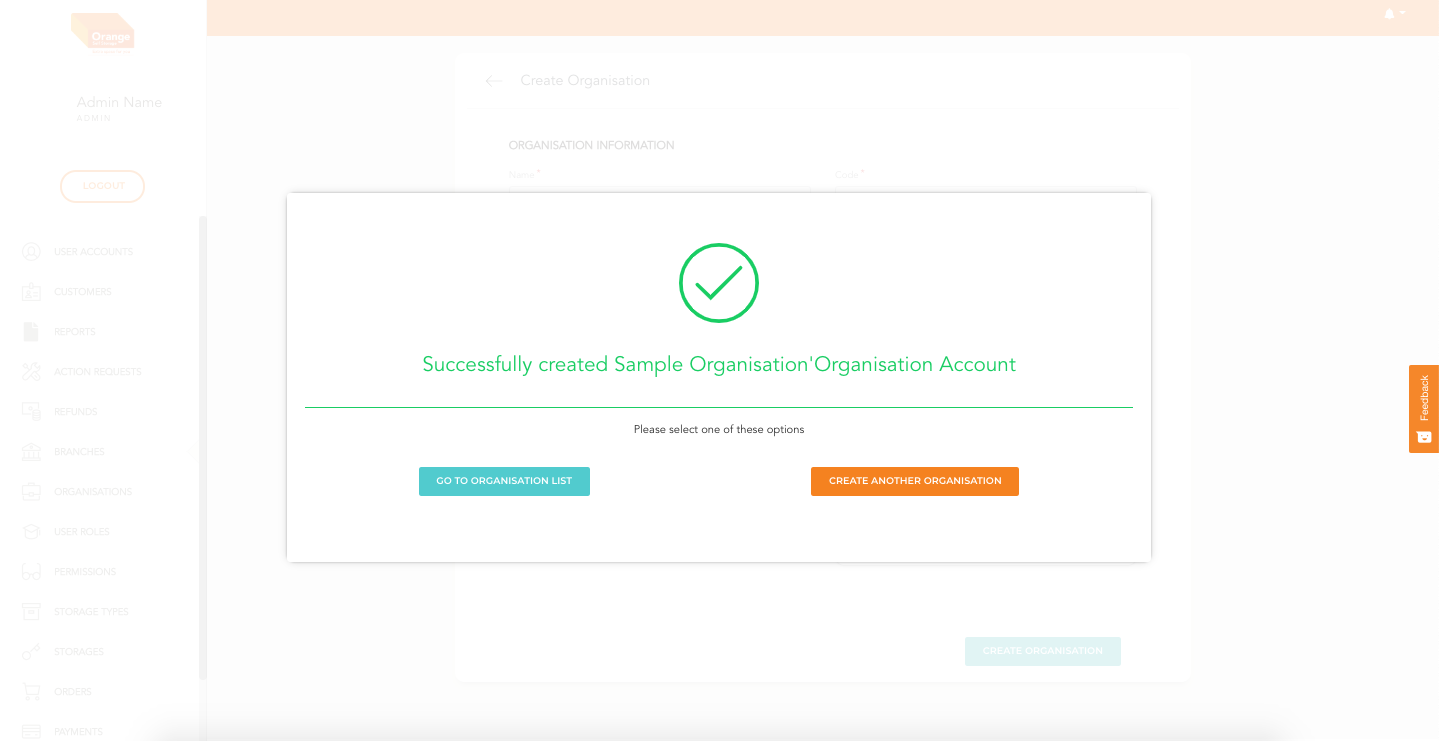 Orange
Admin Name
ADMIN
LOGOUT
USER ACCOUNTS
CUSTOMERS
REPORTS
ACTION REQUESTS
REFUNDS
BRANCHES
ORGANISATIONS
USER ROLES
PERMISSIONS
STORAGE TYPES
STORAGES
ORDERS
PAYMENTS
Create Organisation
ORGANISATION INFORMATION
Name *
Code *
Successfully created Sample Organisation'Organisation Account
Please select one of these options
GO TO ORGANISATION LIST
CREATE ANOTHER ORGANISATION
CREATE ORGANISATION
Feedback